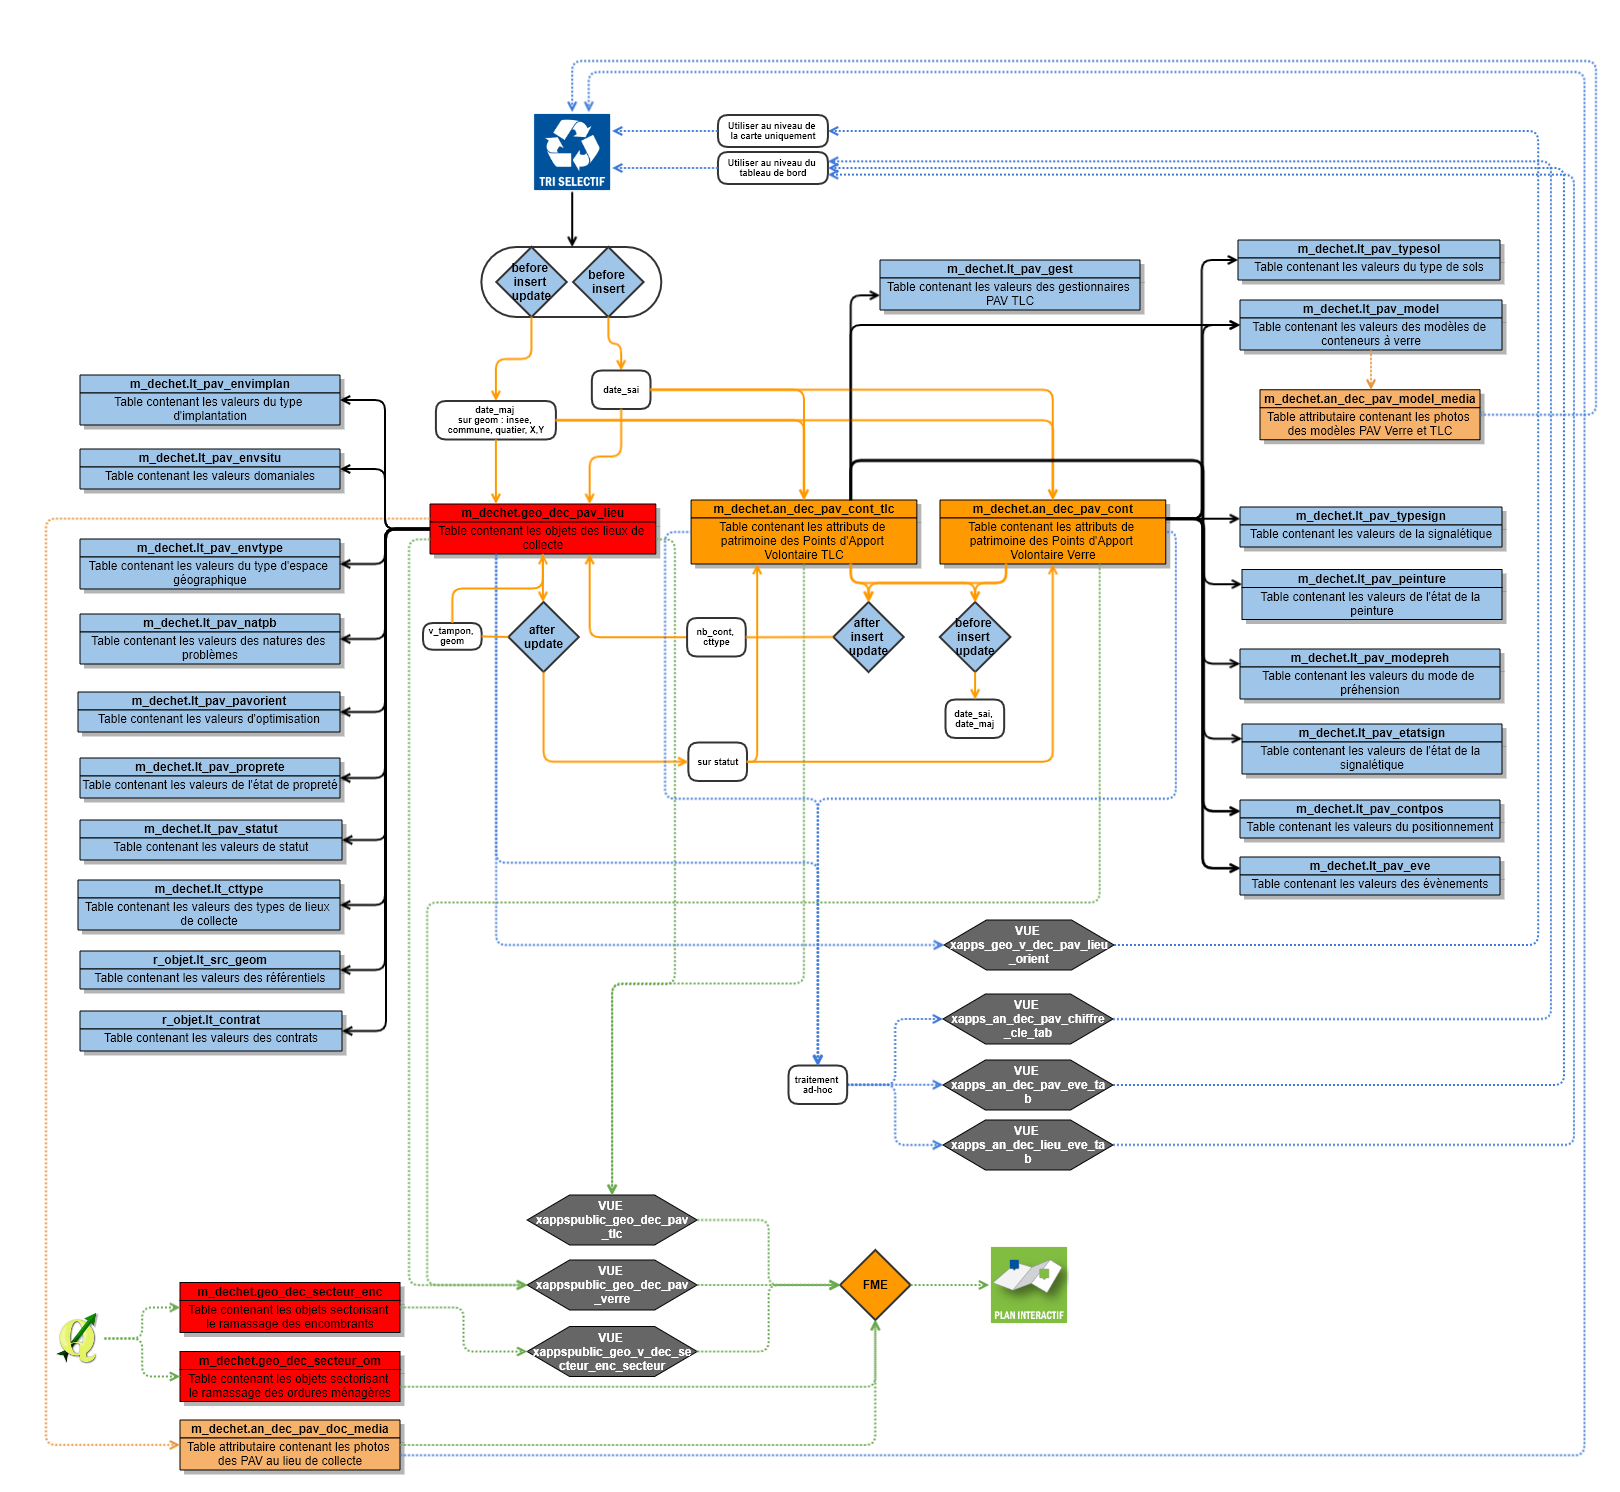 Utiliser au niveau de
la carte uniquement
Utiliser au niveau du
tableau de bord
TRI SELECTIF
before
insert
update
before
insert
date_sai
date_maj
sur geom : insee,
commune, quatier, X,Y
m_dechet.lt_pav_gest
Table contenant les valeurs des gestionnaires
PAV TLC
m_dechet.lt_pav_typesol
Table contenant les valeurs du type de sols
m_dechet.lt_pav_model
Table contenant les valeurs des modèles de
conteneurs à verre
m_dechet.an_dec_pav_model_media
Table attributaire contenant les photos
des modèles PAV Verre et TLC
m_dechet.lt_pav_envimplan
Table contenant les valeurs du type
d'implantation
m_dechet.lt_pav_envsitu
Table contenant les valeurs domaniales
m_dechet.lt_pav_envtype
Table contenant les valeurs du type d'espace
géographique
m_dechet.lt_pav_natpb
Table contenant les valeurs des natures des
problèmes
m_dechet.lt_pav_pavorient
Table contenant les valeurs d'optimisation
m_dechet.lt_pav_proprete
Table contenant les valeurs de l'état de propreté
m_dechet.lt_pav_statut
Table contenant les valeurs de statut
m_dechet.lt_cttype
Table contenant les valeurs des types de lieux
de collecte
r_objet.lt_src_geom
Table contenant les valeurs des référentiels
r_objet.lt_contrat
Table contenant les valeurs des contrats
m_dechet.geo_dec_pav_lieu
Table contenant les objets des lieux de
collecte
m_dechet.an_dec_pav_cont_tlc
Table contenant les attributs de
patrimoine des Points d'Apport
Volontaire TLC
m_dechet.an_dec_pav_cont
Table contenant les attributs de
patrimoine des Points d'Apport
Volontaire Verre
v_tampon,
geom
after
update
nb_cont,
cttype
after
insert
update
before
insert
update
date_sai,
date_maj
sur statut
m_dechet.lt_pav_typesign
Table contenant les valeurs de la signalétique
m_dechet.lt_pav_peinture
Table contenant les valeurs de l'état de la
peinture
m_dechet.lt_pav_modepreh
Table contenant les valeurs du mode de
préhension
m_dechet.lt_pav_etatsign
Table contenant les valeurs de l'état de la
signalétique
m_dechet.lt_pav_contpos
Table contenant les valeurs du positionnement
m_dechet.lt_pav_eve
Table contenant les valeurs des évènements
VUE
xapps_geo_v_dec_pav_lieu
_orient
VUE
xapps_an_dec_pav_chiffre
_cle_tab
VUE
xapps_an_dec_pav_eve_ta
b
VUE
xapps_an_dec_lieu_eve_ta
b
traitement
ad-hoc
VUE
xappspublic_geo_dec_pav
_tlc
VUE
xappspublic_geo_dec_pav
_verre
VUE
xappspublic_geo_v_dec_se
cteur_enc_secteur
FME
PLAN INTERACTIF
m_dechet.geo_dec_secteur_enc
Table contenant les objets sectorisant
le ramassage des encombrants
m_dechet.geo_dec_secteur_om
Table contenant les objets sectorisant
le ramassage des ordures ménagères
m_dechet.an_dec_pav_doc_media
Table attributaire contenant les photos
des PAV au lieu de collecte